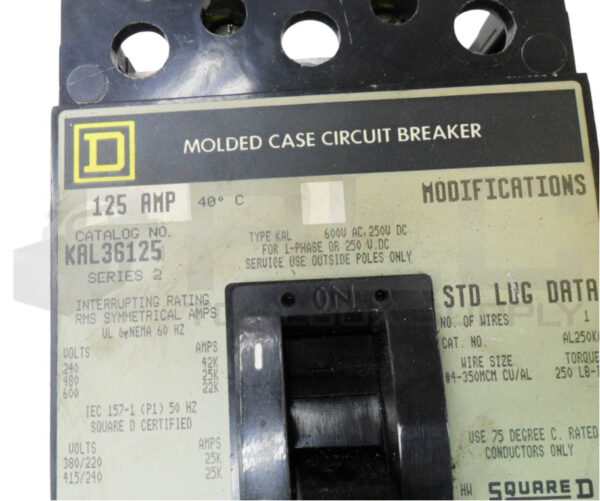 D
MOLDED CASE CIRCUIT BREAKER
125 AMP 40° C
MODIFICATIONS
CATALOG NO.
KAL36125
SERIES 2
TYPE KAL 600V AC, 250V DC
FOR 1-PHASE OR 250 V.DC
SERVICE USE OUTSIDE POLES ONLY
INTERRUPTING RATING
RMS SYMMETRICAL AMPS
UL & NEMA 60 HZ
VOLTS AMPS
240 42K
480 25K
600 22K
IEC 157-1 (P1) 50 HZ
SQUARE D CERTIFIED
VOLTS AMPS
380/220 25K
415/240 25K
ON
STD LUG DATA
NO. OF WIRES 1
CAT. NO. AL250KA
WIRE SIZE TORQUE
#4-350MCM CU/AL 250 LB-I
USE 75 DEGREE C. RATED
CONDUCTORS ONLY
HW SQUARE D